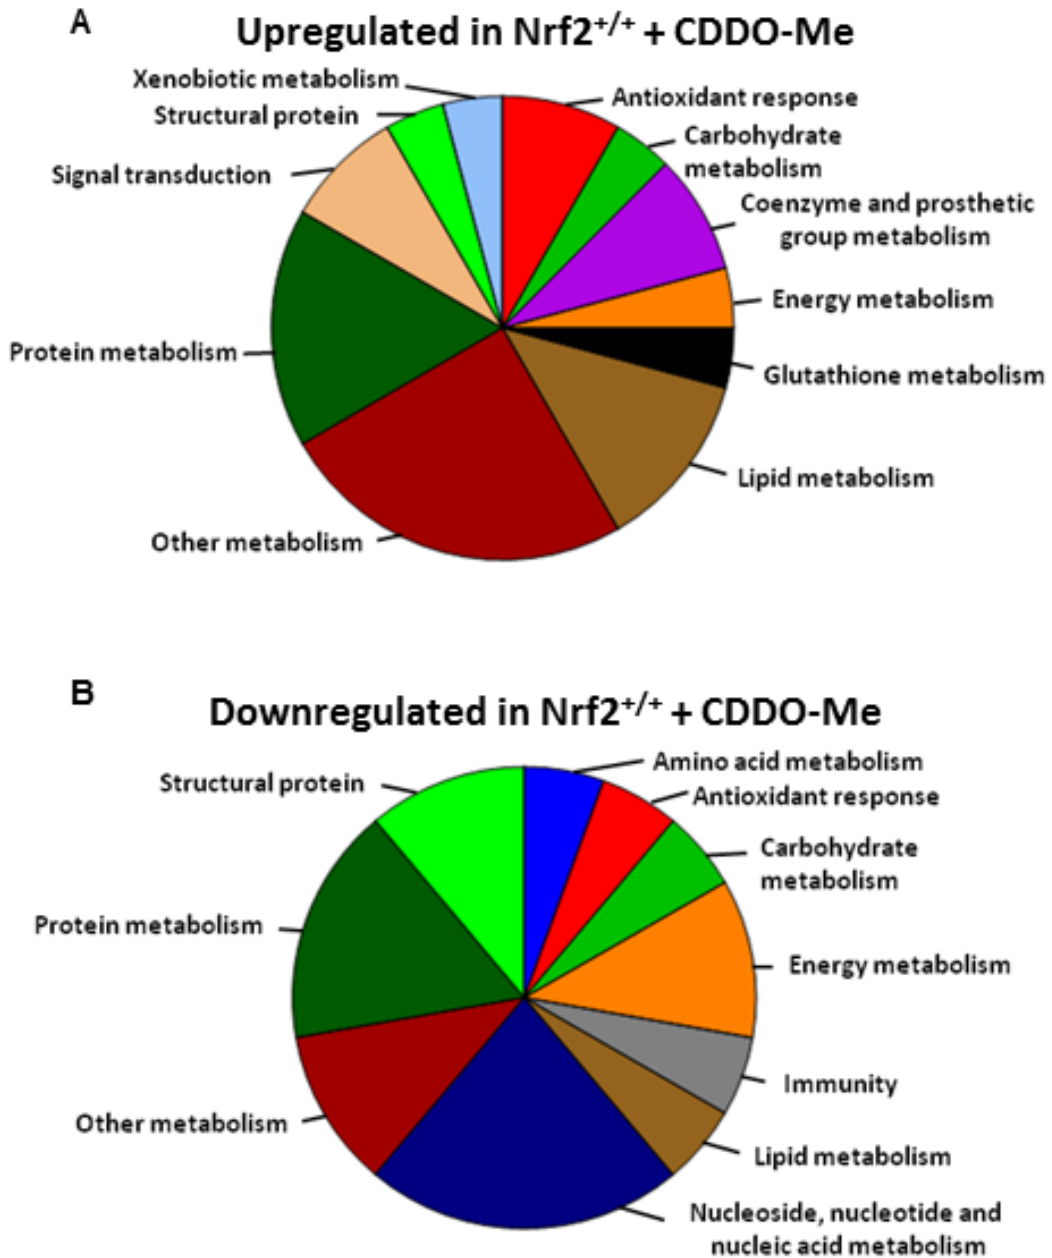 A
Upregulated in Nrf2+/+ + CDDO-Me
Xenobiotic metabolism
Structural protein
Signal transduction
Protein metabolism
Other metabolism
Antioxidant response
Carbohydrate
metabolism
Coenzyme and prosthetic
group metabolism
Energy metabolism
Glutathione metabolism
Lipid metabolism
B
Downregulated in Nrf2+/+ + CDDO-Me
Structural protein
Protein metabolism
Other metabolism
Amino acid metabolism
Antioxidant response
Carbohydrate
metabolism
Energy metabolism
Immunity
Lipid metabolism
Nucleoside, nucleotide and
nucleic acid metabolism